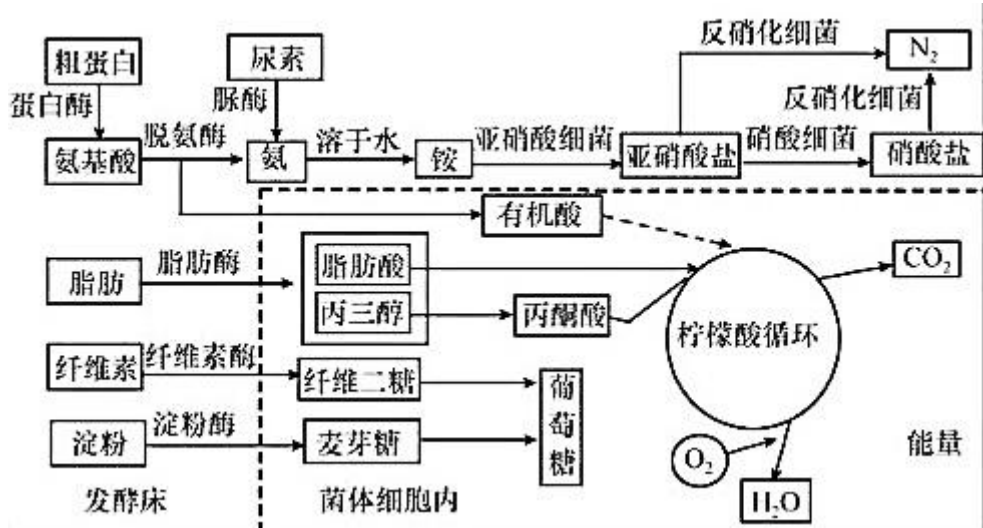 反硝化细菌
N₂
粗蛋白
尿素
蛋白酶
脲酶
反硝化细菌
氨基酸
脱氨酶
氨
溶于水
铵
亚硝酸细菌
亚硝酸盐
硝酸细菌
硝酸盐
有机酸
脂肪
脂肪酶
脂肪酸
丙三醇
丙酮酸
柠檬酸循环
CO₂
纤维素
纤维素酶
纤维二糖
葡萄糖
淀粉
淀粉酶
麦芽糖
O₂
H₂O
能量
发酵床
菌体细胞内